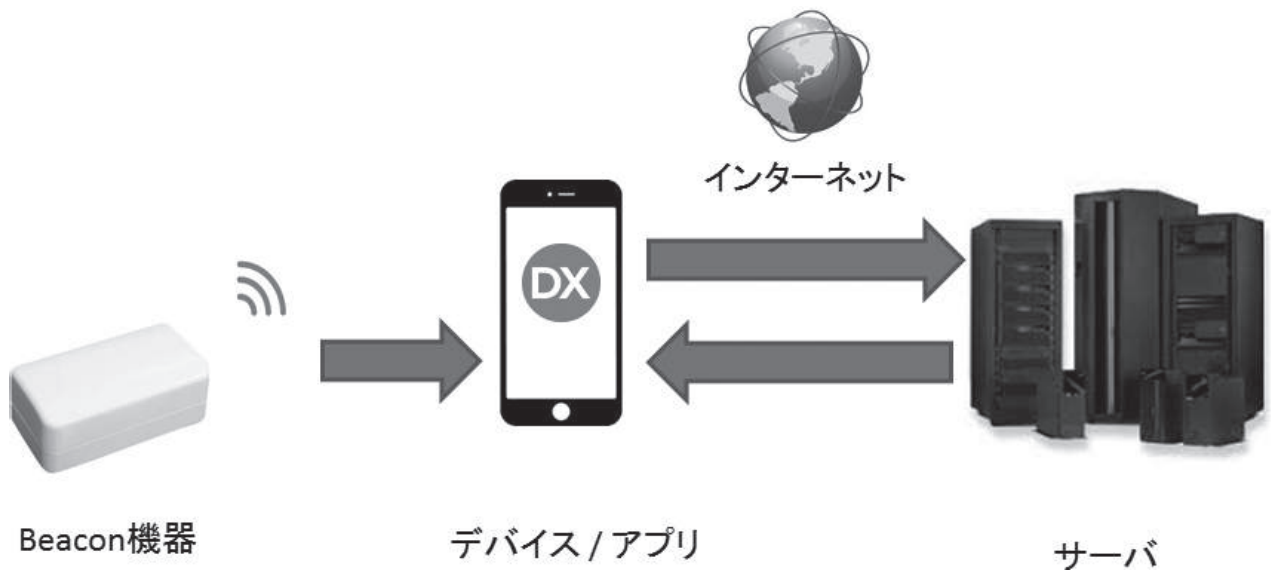 インターネット
DX
Beacon機器
デバイス / アプリ
サーバ